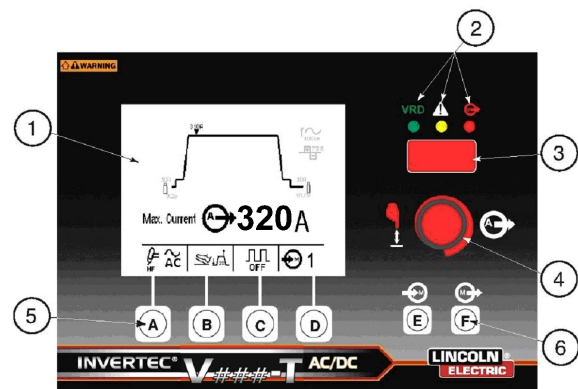 2
WARNING
VRD
1
3
Max. Current A 320 A
HF AC
OFF
M 1
4
A
M
M
5
A B C D
E F
6
INVERTEC® V###-T AC/DC
LINCOLN ®
ELECTRIC